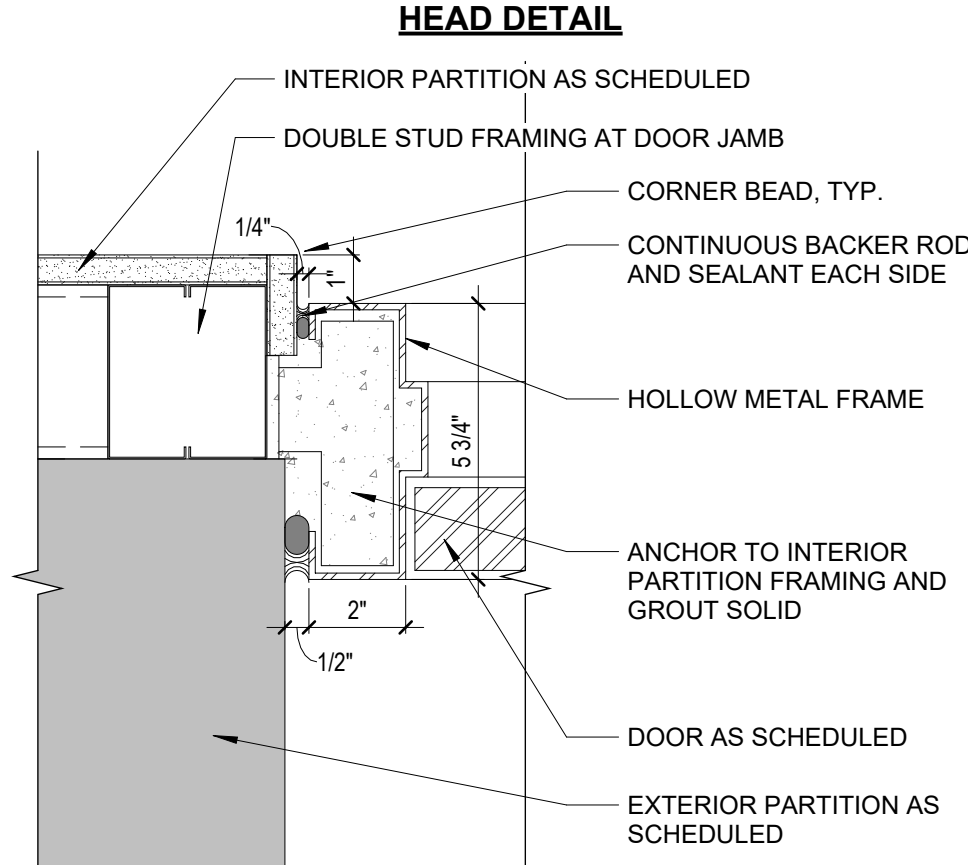 HEAD DETAIL
INTERIOR PARTITION AS SCHEDULED
DOUBLE STUD FRAMING AT DOOR JAMB
CORNER BEAD, TYP.
1/4"
1"
CONTINUOUS BACKER ROD
AND SEALANT EACH SIDE
HOLLOW METAL FRAME
5 3/4"
ANCHOR TO INTERIOR
PARTITION FRAMING AND
GROUT SOLID
2"
1/2"
DOOR AS SCHEDULED
EXTERIOR PARTITION AS
SCHEDULED